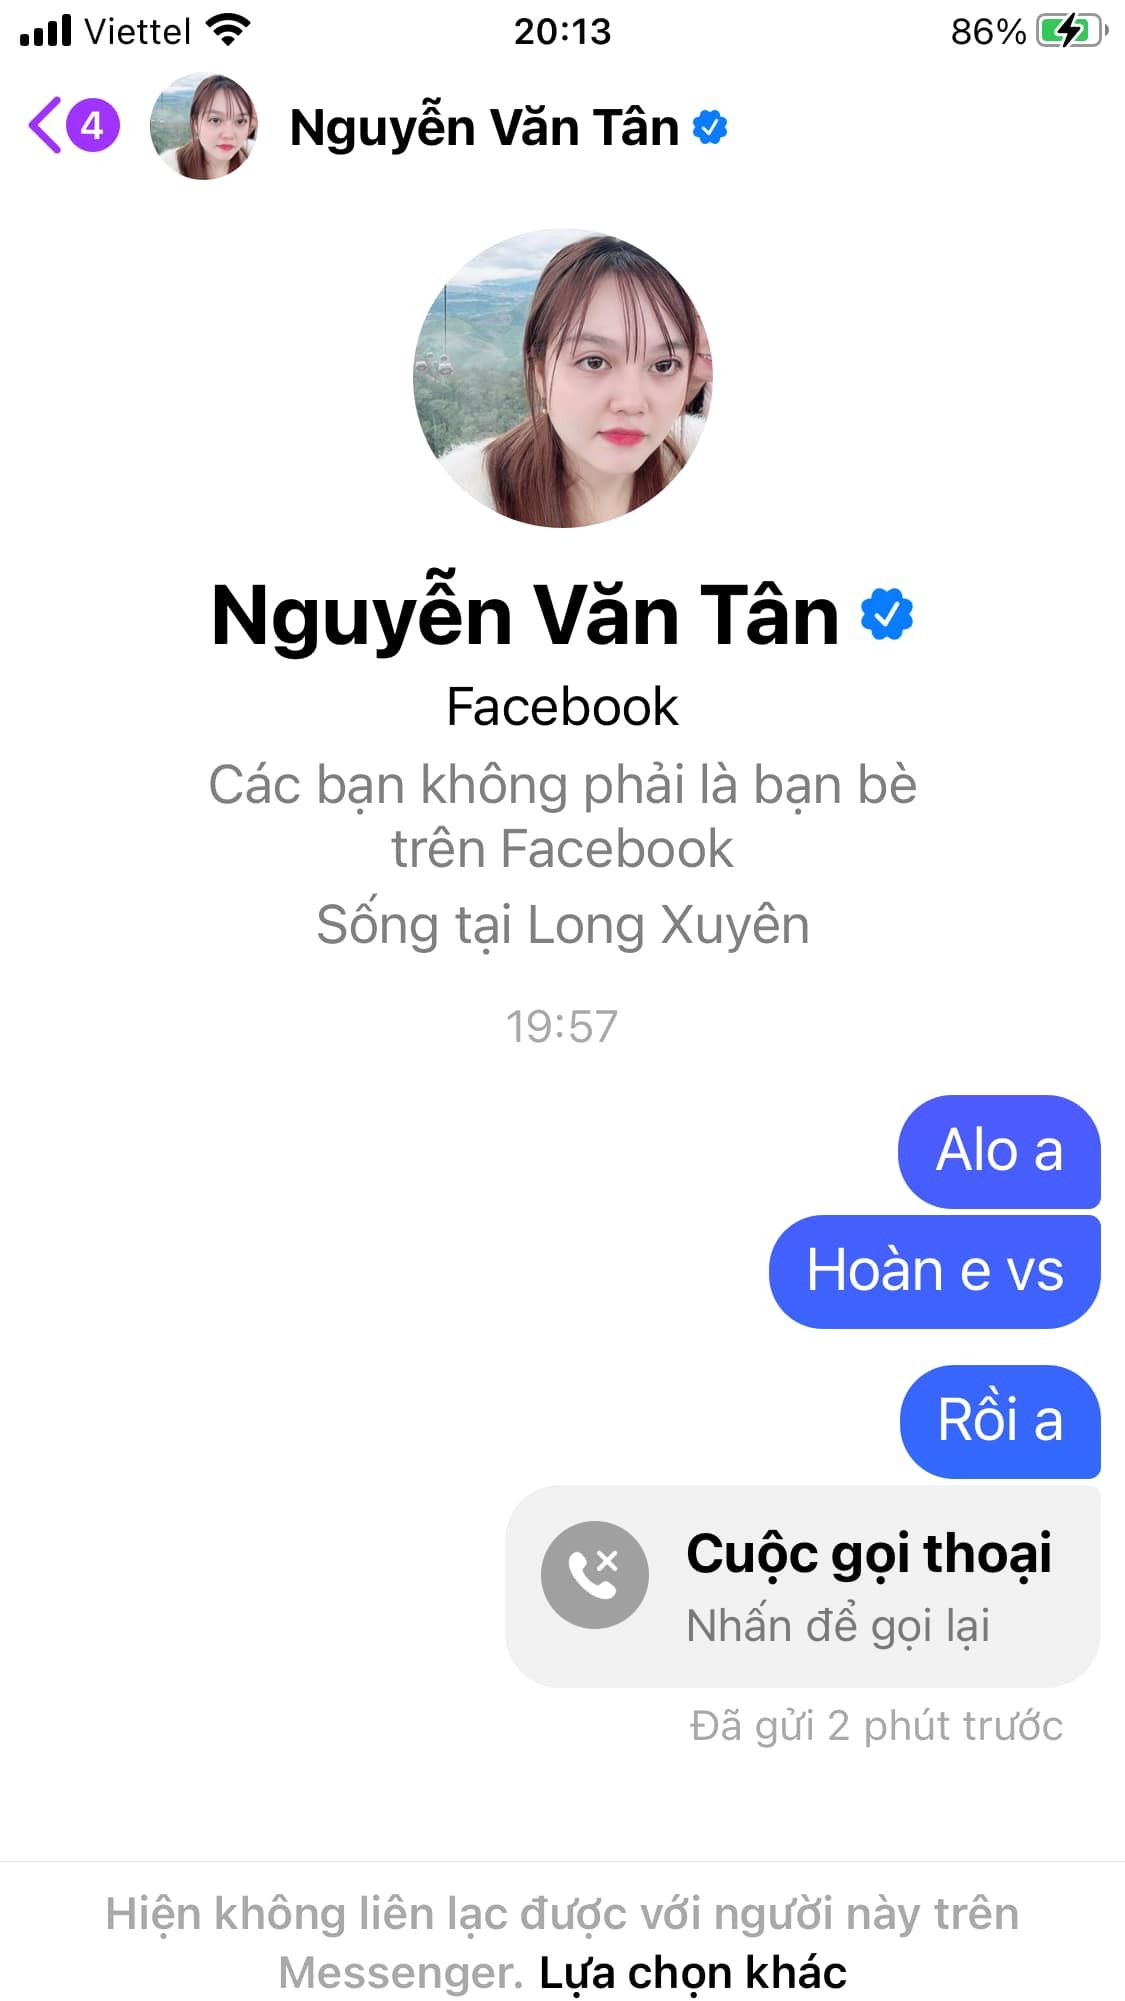 Viettel 20:13 86%
4 Nguyễn Văn Tân
Nguyễn Văn Tân
Facebook
Các bạn không phải là bạn bè
trên Facebook
Sống tại Long Xuyên
19:57
Alo a
Hoàn e vs
Rồi a
Cuộc gọi thoại
Nhấn để gọi lại
Đã gửi 2 phút trước
Hiện không liên lạc được với người này trên
Messenger. Lựa chọn khác